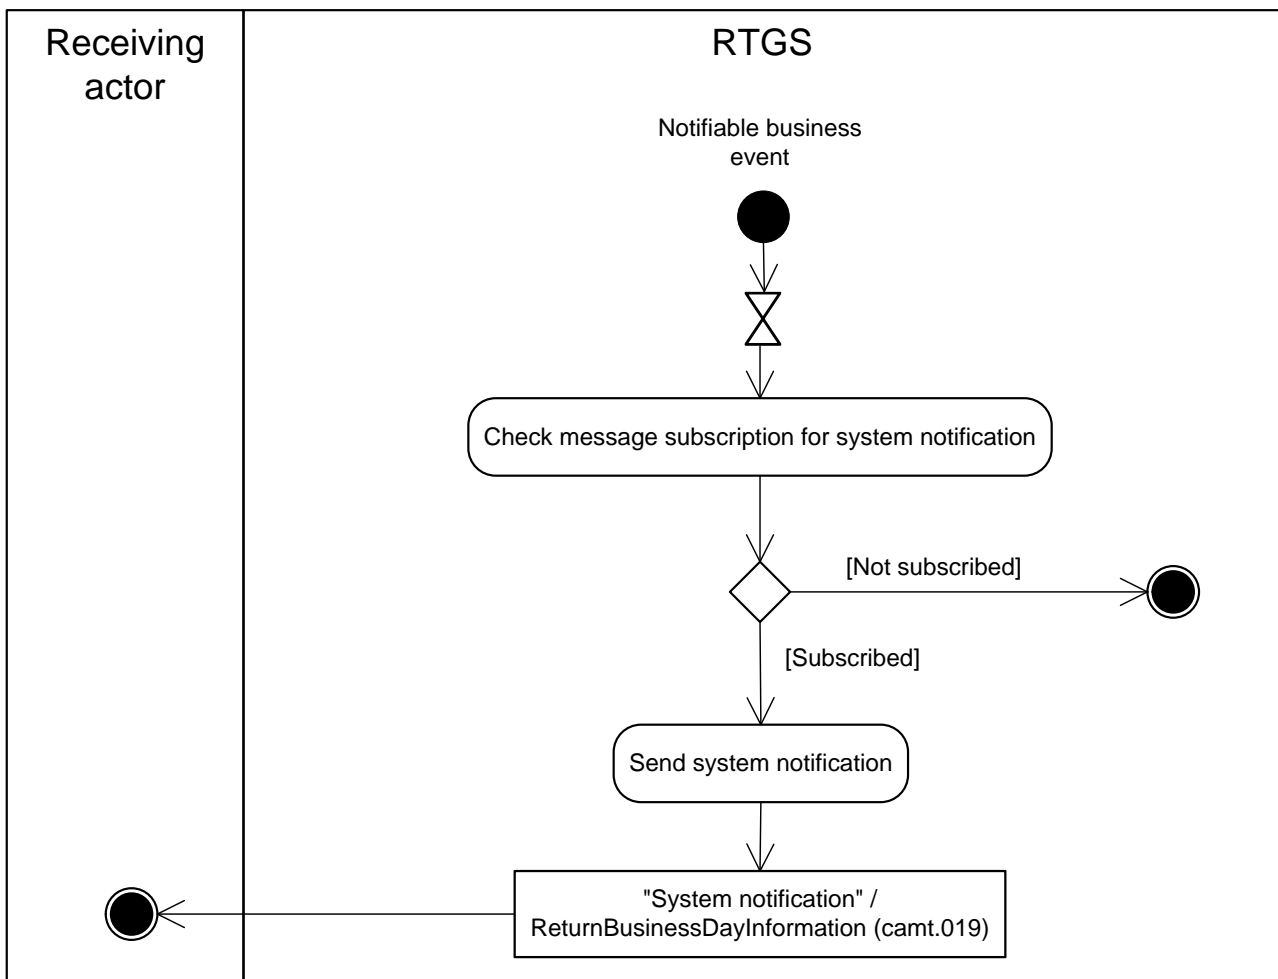 Receiving
actor
RTGS
Notifiable business
event
Check message subscription for system notification
[Not subscribed]
[Subscribed]
Send system notification
"System notification" /
ReturnBusinessDayInformation (camt.019)